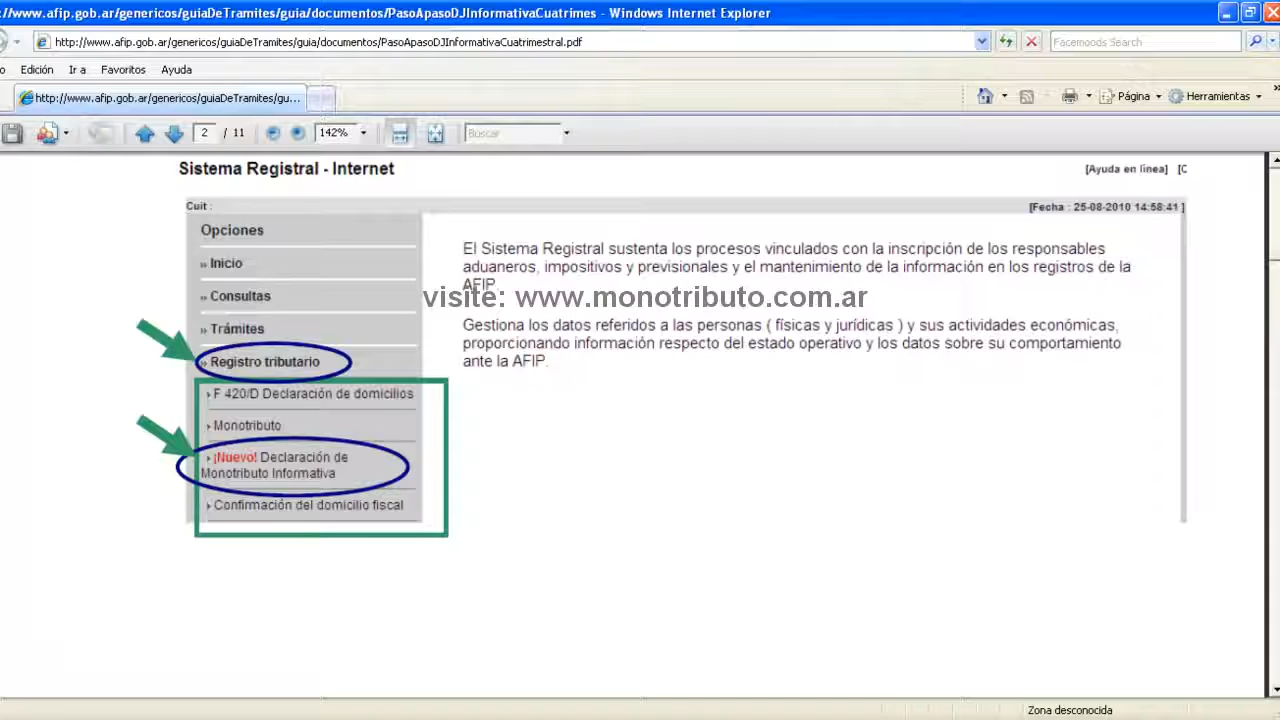 ://www.afip.gob.ar/genericos/guiaDeTramites/guia/documentos/PasoApasoDJInformativaCuatrimes - Windows Internet Explorer
http://www.afip.gob.ar/genericos/guiaDeTramites/guia/documentos/PasoApasoDJInformativaCuatrimestral.pdf
Facemoods Search
o Edición Ir a Favoritos Ayuda
http://www.afip.gob.ar/genericos/guiaDeTramites/gu...
Página Herramientas »
2 / 11 142% Buscar
Sistema Registral - Internet
[Ayuda en línea] [C
Cuit :
[Fecha : 25-08-2010 14:58:41 ]
Opciones
» Inicio
» Consultas
» Trámites
» Registro tributario
F 420/D Declaración de domicilios
Monotributo
¡Nuevo! Declaración de
Monotributo Informativa
Confirmación del domicilio fiscal
El Sistema Registral sustenta los procesos vinculados con la inscripción de los responsables
aduaneros, impositivos y previsionales y el mantenimiento de la información en los registros de la
AFIP.
visite: www.monotributo.com.ar
Gestiona los datos referidos a las personas ( físicas y jurídicas ) y sus actividades económicas,
proporcionando información respecto del estado operativo y los datos sobre su comportamiento
ante la AFIP.
Zona desconocida